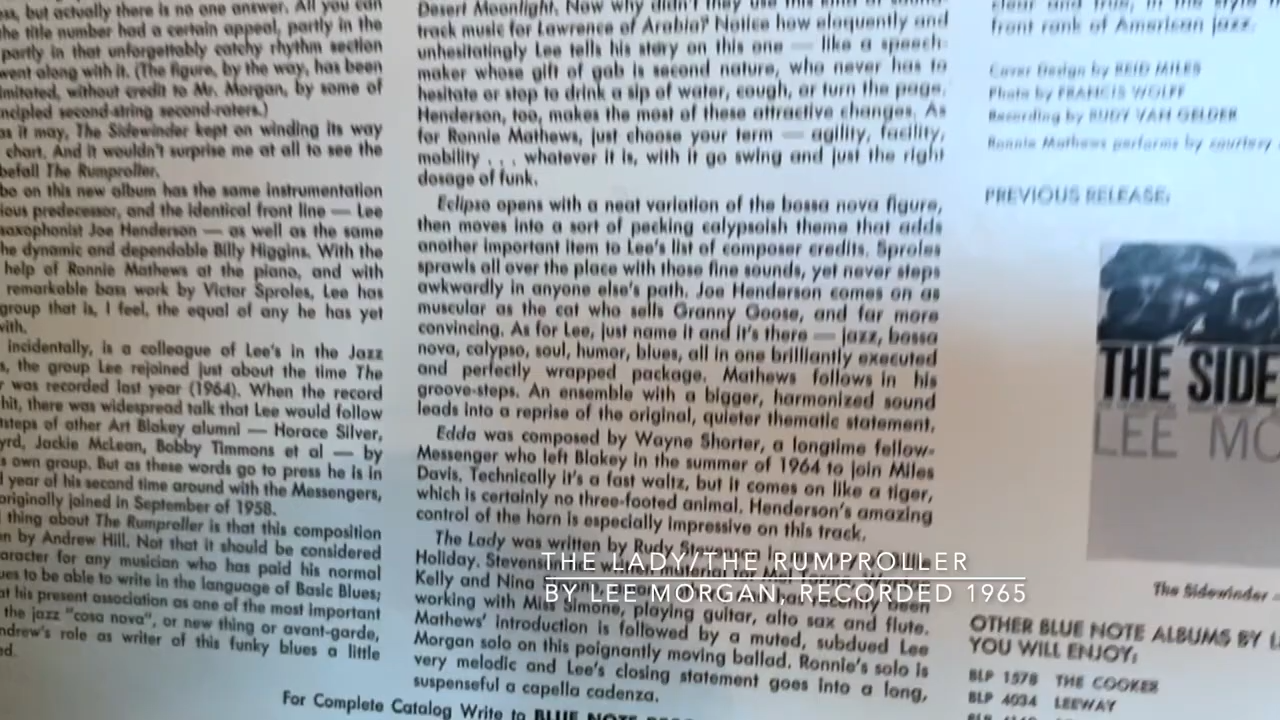 ss, but actually there is no one answer. All you can
he title number had a certain appeal, partly in the
partly in that unforgettably catchy rhythm section
went along with it. (The figure, by the way, has been
imitated, without credit to Mr. Morgan, by some of
ncipled second-string second-raters.)
as it may, The Sidewinder kept on winding its way
chart. And it wouldn't surprise me at all to see the
befall The Rumproller.
bo on this new album has the same instrumentation
ious predecessor, and the identical front line — Lee
saxophonist Joe Henderson — as well as the same
he dynamic and dependable Billy Higgins. With the
help of Ronnie Mathews at the piano, and with
remarkable bass work by Victor Sproles, Lee has
group that is, I feel, the equal of any he has yet
with.
incidentally, is a colleague of Lee's in the Jazz
s, the group Lee rejoined just about the time The
r was recorded last year (1964). When the record
hit, there was widespread talk that Lee would follow
tsteps of other Art Blakey alumni — Horace Silver,
yrd, Jackie McLean, Bobby Timmons et al — by
s own group. But as these words go to press he is in
l year of his second time around with the Messengers,
originally joined in September of 1958.
l thing about The Rumproller is that this composition
n by Andrew Hill. Not that it should be considered
aracter for any musician who has paid his normal
ues to be able to write in the language of Basic Blues;
at his present association as one of the most important
the jazz "cosa nova", or new thing or avant-garde,
ndrew's role as writer of this funky blues a little
ed.
Desert Moonlight. Now why didn't they use this kind of sound-
track music for Lawrence of Arabia? Notice how eloquently and
unhesitatingly Lee tells his story on this one — like a speech-
maker whose gift of gab is second nature, who never has to
hesitate or stop to drink a sip of water, cough, or turn the page.
Henderson, too, makes the most of these attractive changes. As
for Ronnie Mathews, just choose your term — agility, facility,
mobility . . . whatever it is, with it go swing and just the right
dosage of funk.
Eclipso opens with a neat variation of the bossa nova figure,
then moves into a sort of pecking calypsoish theme that adds
another important item to Lee's list of composer credits. Sproles
sprawls all over the place with those fine sounds, yet never steps
awkwardly in anyone else's path. Joe Henderson comes on as
muscular as the cat who sells Granny Goose, and far more
convincing. As for Lee, just name it and it's there — jazz, bossa
nova, calypso, soul, humor, blues, all in one brilliantly executed
and perfectly wrapped package. Mathews follows in his
groove-steps. An ensemble with a bigger, harmonized sound
leads into a reprise of the original, quieter thematic statement.
Edda was composed by Wayne Shorter, a longtime fellow-
Messenger who left Blakey in the summer of 1964 to join Miles
Davis. Technically it's a fast waltz, but it comes on like a tiger,
which is certainly no three-footed animal. Henderson's amazing
control of the horn is especially impressive on this track.
The Lady was written by Rudy
Holiday.
Kelly and Nina recently been
working with Miss Simone, playing guitar, alto sax and flute.
Mathews' introduction is followed by a muted, subdued Lee
Morgan solo on this poignantly moving ballad. Ronnie's solo is
very melodic and Lee's closing statement goes into a long,
suspenseful a capella cadenza.
For Complete Catalog Write to BLUE NOTE
clear and true, in the style
front rank of American jazz.
Cover Design by REID MILES
Photo by FRANCIS WOLFF
Recording by RUDY VAN GELDER
Ronnie Mathews performs by courtesy
PREVIOUS RELEASE:
THE SIDE
LEE MO
The Sidewinder
OTHER BLUE NOTE ALBUMS BY L
YOU WILL ENJOY:
BLP 1578 THE COOKER
BLP 4034 LEEWAY
THE LADY/THE RUMPROLLER
BY LEE MORGAN, RECORDED 1965